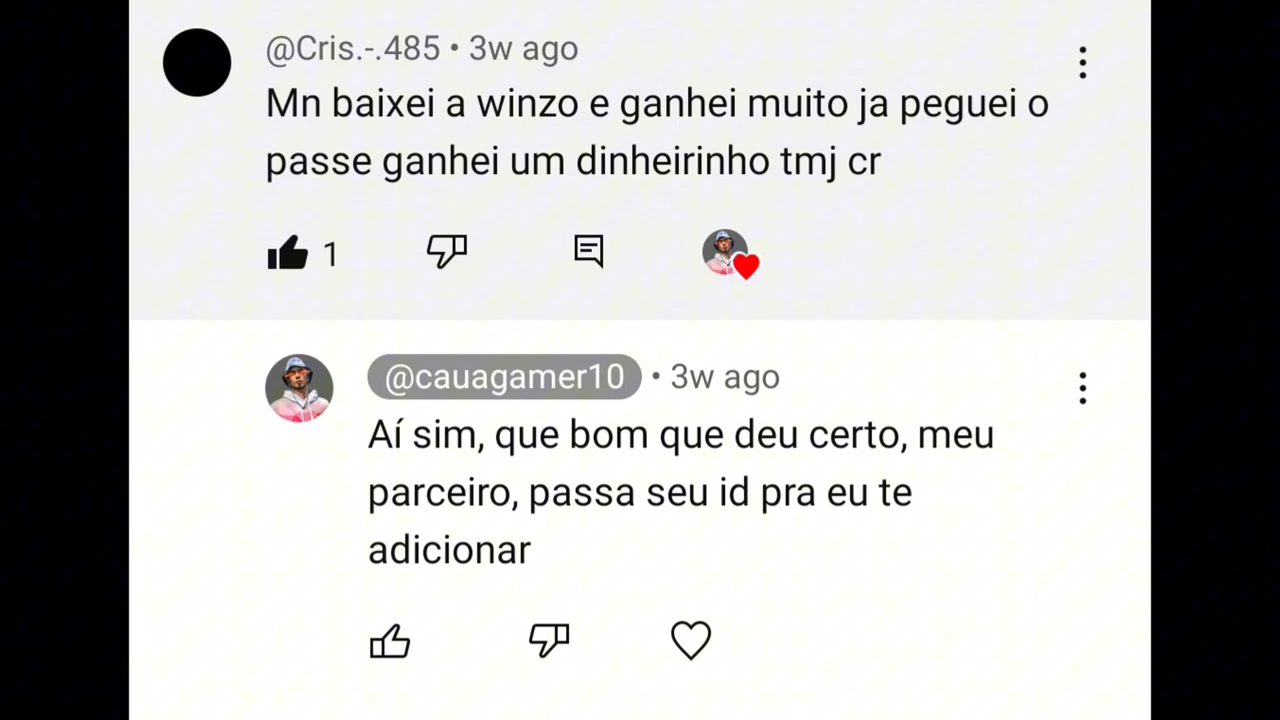 @Cris.-.485 • 3w ago
Mn baixei a winzo e ganhei muito ja peguei o
passe ganhei um dinheirinho tmj cr
1
@cauagamer10 • 3w ago
Aí sim, que bom que deu certo, meu
parceiro, passa seu id pra eu te
adicionar